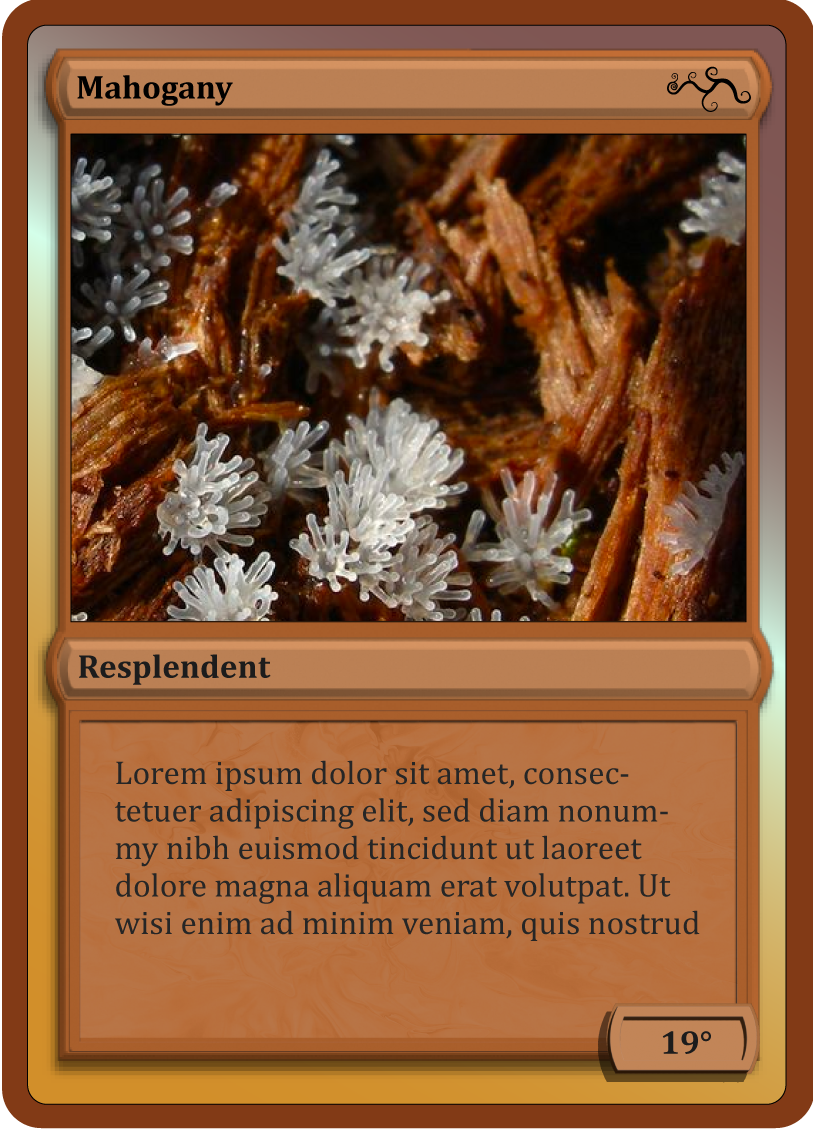 Mahogany
Resplendent
Lorem ipsum dolor sit amet, consec-
tetuer adipiscing elit, sed diam nonum-
my nibh euismod tincidunt ut laoreet
dolore magna aliquam erat volutpat. Ut
wisi enim ad minim veniam, quis nostrud
19°